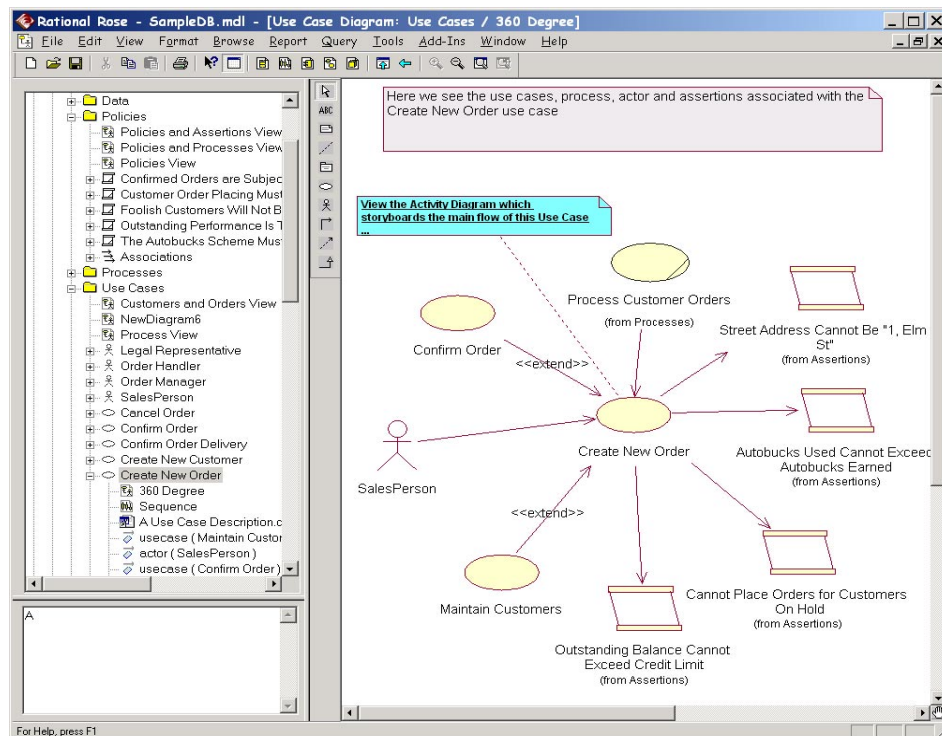 Rational Rose - SampleDB.mdl - [Use Case Diagram: Use Cases / 360 Degree]
File Edit View Format Browse Report Query Tools Add-Ins Window Help
Data
Policies
Policies and Assertions View
Policies and Processes View
Policies View
Confirmed Orders are Subjec
Customer Order Placing Must
Foolish Customers Will Not B
Outstanding Performance Is T
The Autobucks Scheme Mus
Associations
Processes
Use Cases
Customers and Orders View
NewDiagram6
Process View
Legal Representative
Order Handler
Order Manager
SalesPerson
Cancel Order
Confirm Order
Confirm Order Delivery
Create New Customer
Create New Order
360 Degree
Sequence
A Use Case Description.c
usecase ( Maintain Custor
actor ( SalesPerson )
usecase ( Confirm Order )
A
ABC
Here we see the use cases, process, actor and assertions associated with the
Create New Order use case
View the Activity Diagram which
storyboards the main flow of this Use Case
...
Process Customer Orders
(from Processes)
Confirm Order
<<extend>>
Street Address Cannot Be "1, Elm
St"
(from Assertions)
SalesPerson
Create New Order
Autobucks Used Cannot Exceed
Autobucks Earned
(from Assertions)
<<extend>>
Maintain Customers
Cannot Place Orders for Customers
On Hold
(from Assertions)
Outstanding Balance Cannot
Exceed Credit Limit
(from Assertions)
For Help, press F1